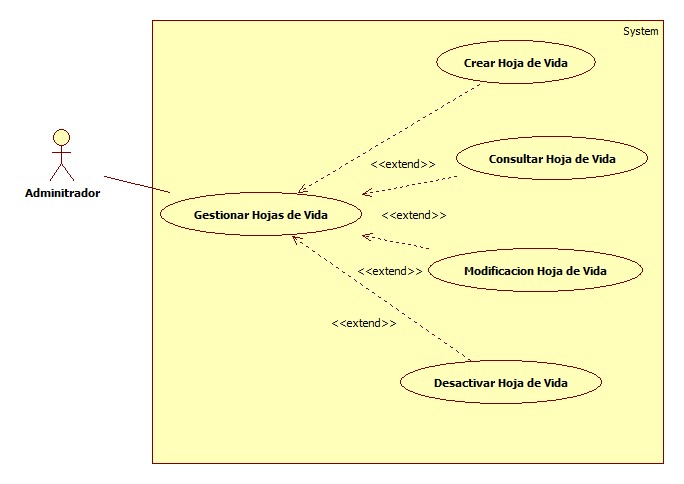 System
Crear Hoja de Vida
<<extend>>
Consultar Hoja de Vida
Adminitrador
Gestionar Hojas de Vida
<<extend>>
<<extend>>
Modificacion Hoja de Vida
<<extend>>
Desactivar Hoja de Vida